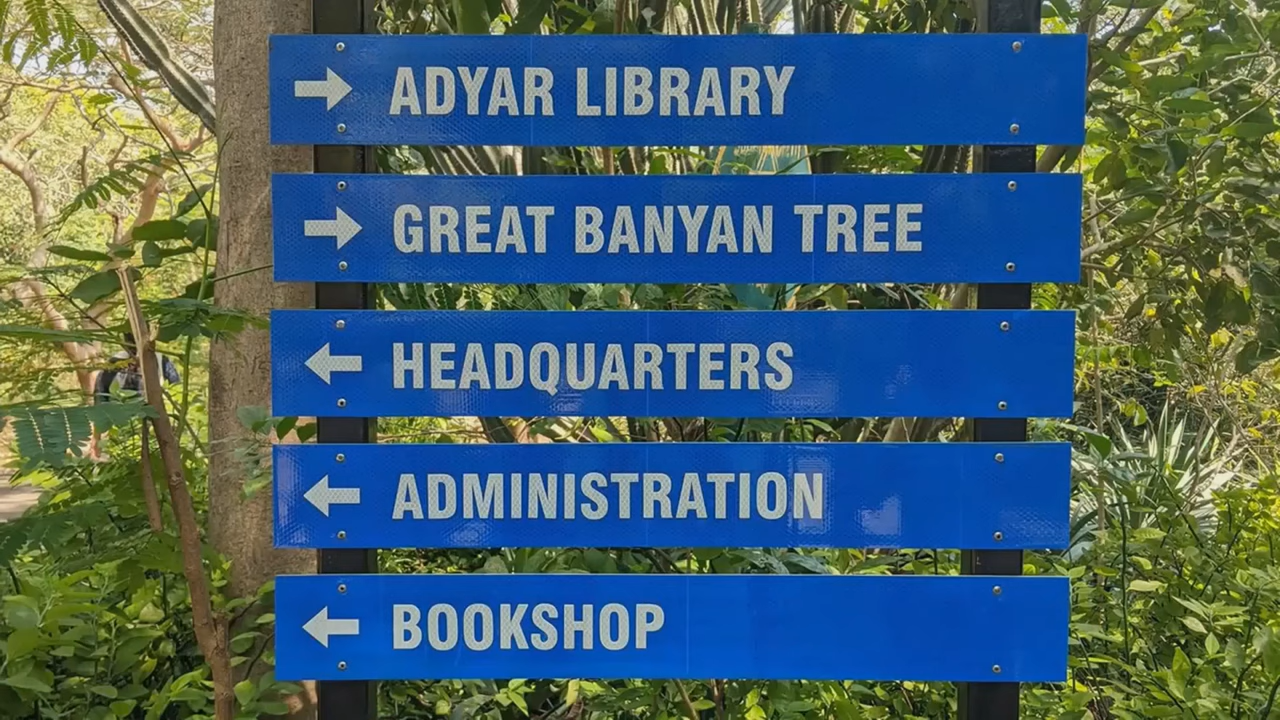 ADYAR LIBRARY
GREAT BANYAN TREE
HEADQUARTERS
ADMINISTRATION
BOOKSHOP